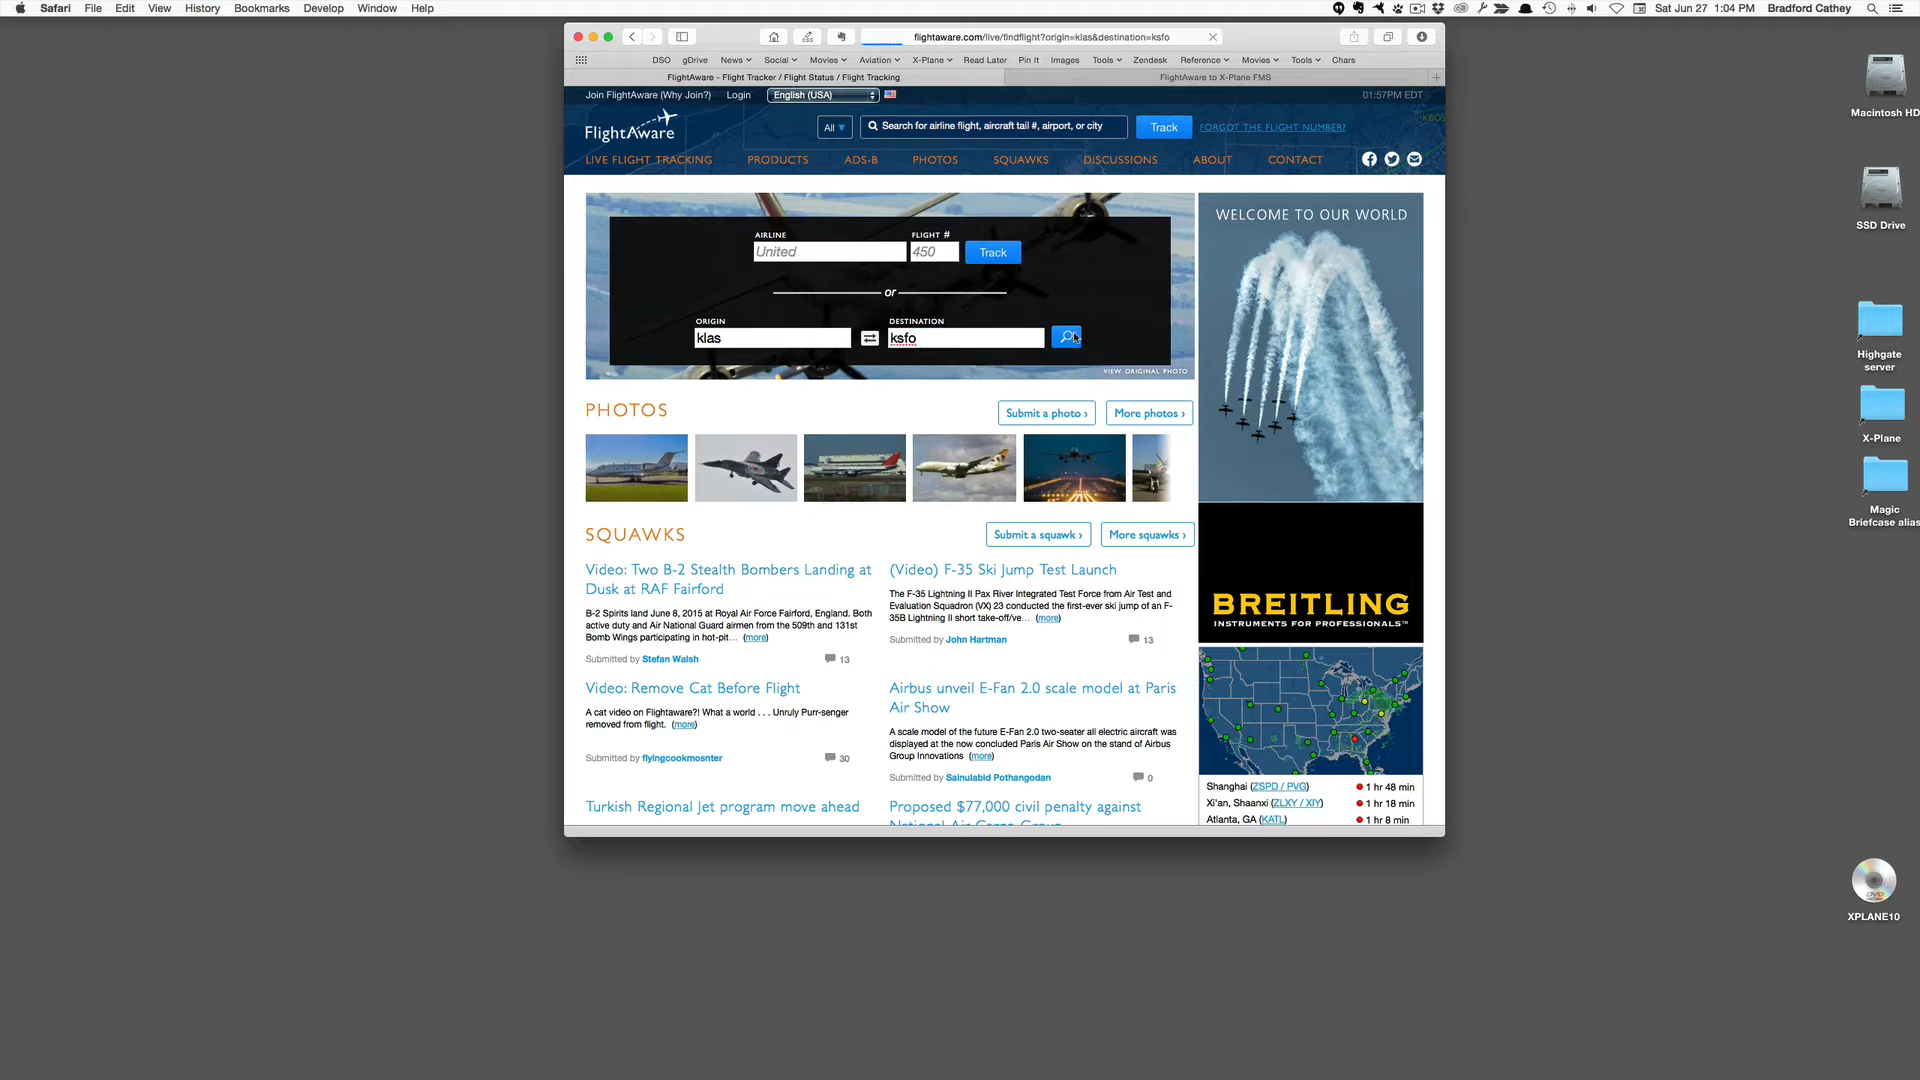 Safari File Edit View History Bookmarks Develop Window Help
Sat Jun 27 1:04 PM Bradford Cathey
flightaware.com/live/findflight?origin=klas&destination=ksfo
DSO gDrive News Social Movies Aviation X-Plane Read Later Pin It Images Tools Zendesk Reference Movies Tools Chars
FlightAware - Flight Tracker / Flight Status / Flight Tracking
FlightAware to X-Plane FMS
Join FlightAware (Why Join?) Login English (USA)
01:57PM EDT
FlightAware
All ▾ Search for airline flight, aircraft tail #, airport, or city Track FORGOT THE FLIGHT NUMBER?
LIVE FLIGHT TRACKING PRODUCTS ADS-B PHOTOS SQUAWKS DISCUSSIONS ABOUT CONTACT
AIRLINE FLIGHT #
United 450 Track
or
ORIGIN DESTINATION
klas ksfo
VIEW ORIGINAL PHOTO
PHOTOS
Submit a photo › More photos ›
SQUAWKS
Submit a squawk › More squawks ›
Video: Two B-2 Stealth Bombers Landing at
Dusk at RAF Fairford
B-2 Spirits land June 8, 2015 at Royal Air Force Fairford, England. Both
active duty and Air National Guard airmen from the 509th and 131st
Bomb Wings participating in hot-pit… (more)
Submitted by Stefan Walsh 13
(Video) F-35 Ski Jump Test Launch
The F-35 Lightning II Pax River Integrated Test Force from Air Test and
Evaluation Squadron (VX) 23 conducted the first-ever ski jump of an F-
35B Lightning II short take-off/ve… (more)
Submitted by John Hartman 13
Video: Remove Cat Before Flight
A cat video on Flightaware?! What a world . . . Unruly Purr-senger
removed from flight. (more)
Submitted by flyingcookmosnter 30
Airbus unveil E-Fan 2.0 scale model at Paris
Air Show
A scale model of the future E-Fan 2.0 two-seater all electric aircraft was
displayed at the now concluded Paris Air Show on the stand of Airbus
Group Innovations (more)
Submitted by Sainulabid Pothangodan 0
Turkish Regional Jet program move ahead
Proposed $77,000 civil penalty against
National Air Cargo Group
WELCOME TO OUR WORLD
BREITLING
INSTRUMENTS FOR PROFESSIONALS™
Shanghai (ZSPD / PVG) 1 hr 48 min
Xi'an, Shaanxi (ZLXY / XIY) 1 hr 18 min
Atlanta, GA (KATL) 1 hr 8 min
Macintosh HD
SSD Drive
Highgate
server
X-Plane
Magic
Briefcase alias
DVD
XPLANE10